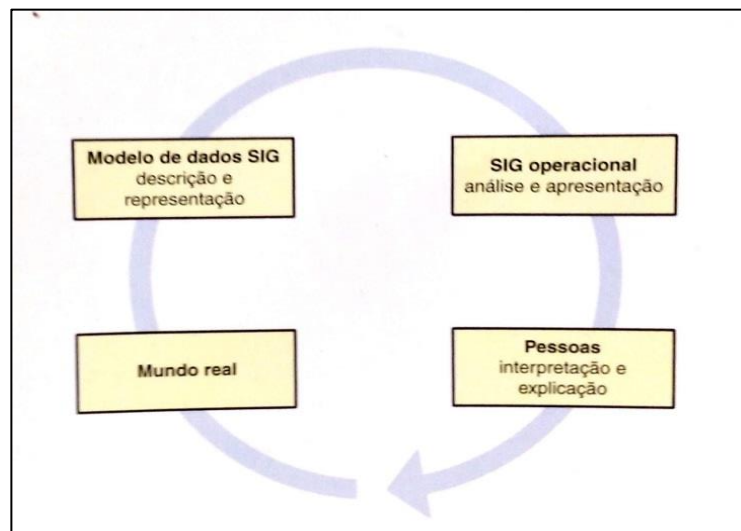 Modelo de dados SIG
descrição e
representação
SIG operacional
análise e apresentação
Mundo real
Pessoas
interpretação e
explicação